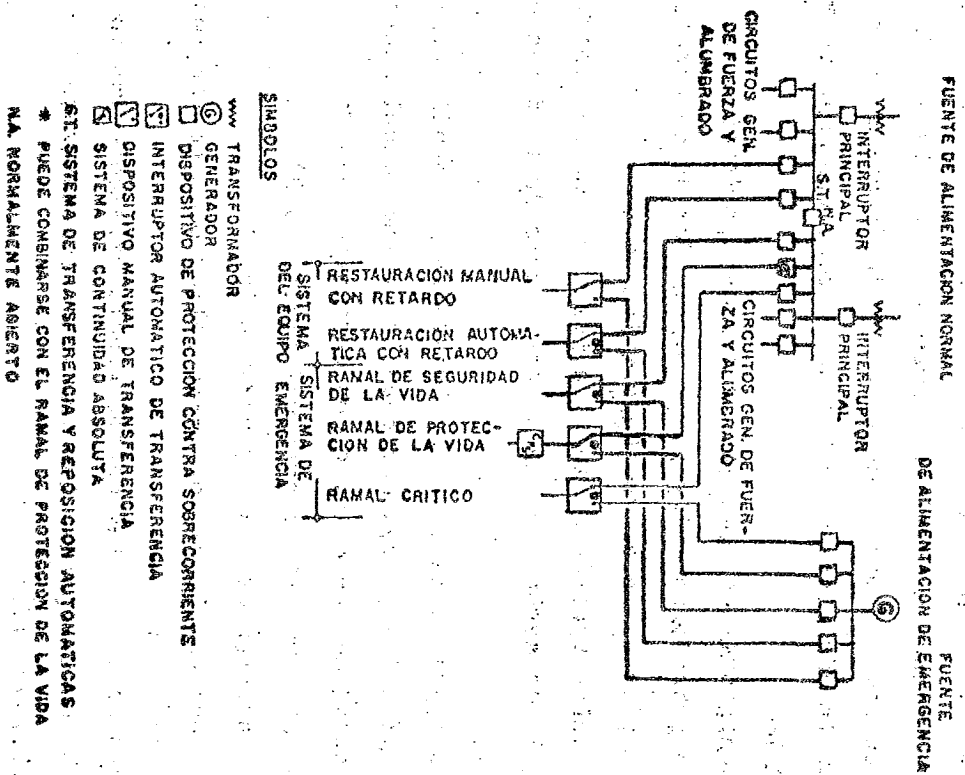 FUENTE DE ALIMENTACION NORMAL
FUENTE
DE ALIMENTACION DE EMERGENCIA
INTERRUPTOR
PRINCIPAL
INTERRUPTOR
PRINCIPAL
S.T. N.A.
CIRCUITOS GEN.
DE FUERZA Y
ALUMBRADO
CIRCUITOS GEN. DE FUER-
ZA Y ALUMBRADO
G
RESTAURACION MANUAL
CON RETARDO
RESTAURACION AUTOMA-
TICA CON RETARDO
RAMAL DE SEGURIDAD
DE LA VIDA
RAMAL DE PROTEC-
CION DE LA VIDA
RAMAL CRITICO
SISTEMA
DEL EQUIPO
SISTEMA DE
EMERGENCIA
SIMBOLOS
TRANSFORMADOR
G GENERADOR
DISPOSITIVO DE PROTECCION CONTRA SOBRECORRIENTE
INTERRUPTOR AUTOMATICO DE TRANSFERENCIA
DISPOSITIVO MANUAL DE TRANSFERENCIA
SISTEMA DE CONTINUIDAD ABSOLUTA
S.T. SISTEMA DE TRANSFERENCIA Y REPOSICION AUTOMATICAS
* PUEDE COMBINARSE CON EL RAMAL DE PROTECCION DE LA VIDA
N.A. NORMALMENTE ABIERTO